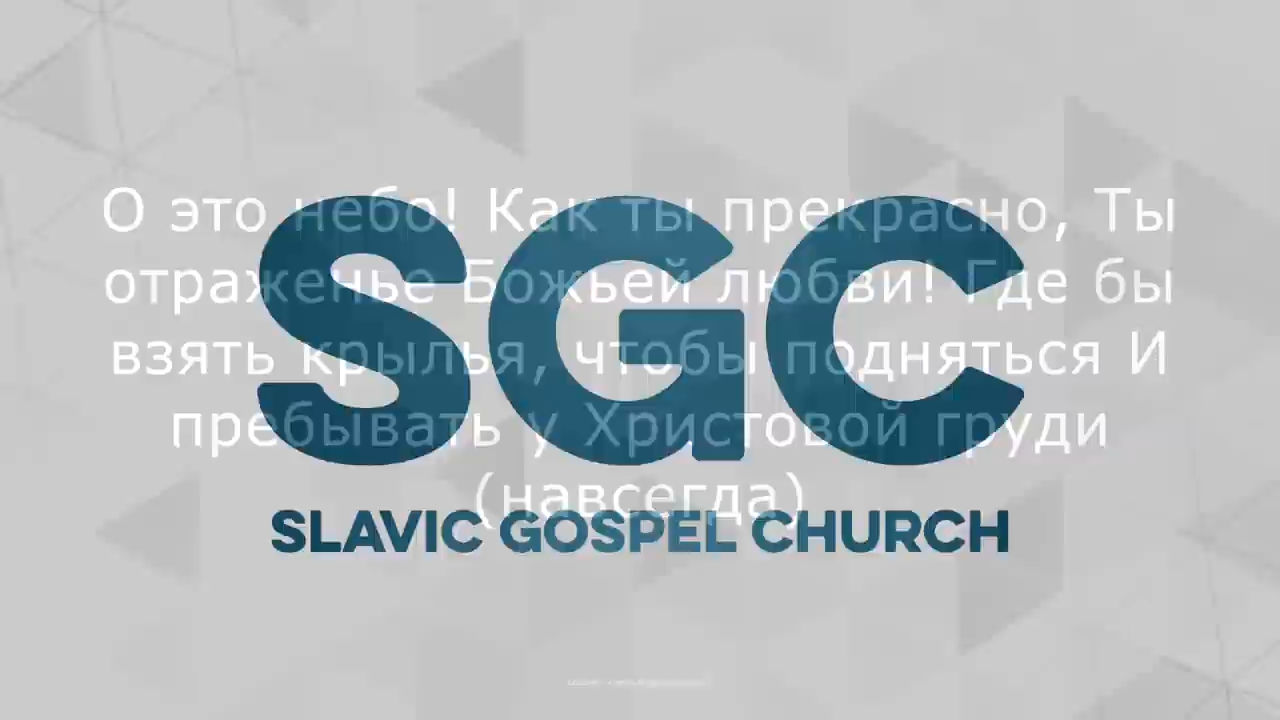 О это небо! Как ты прекрасно, Ты
отраженье Божьей любви! Где бы
взять крылья, чтобы подняться И
пребывать у Христовой груди
(навсегда)
SGC
SLAVIC GOSPEL CHURCH